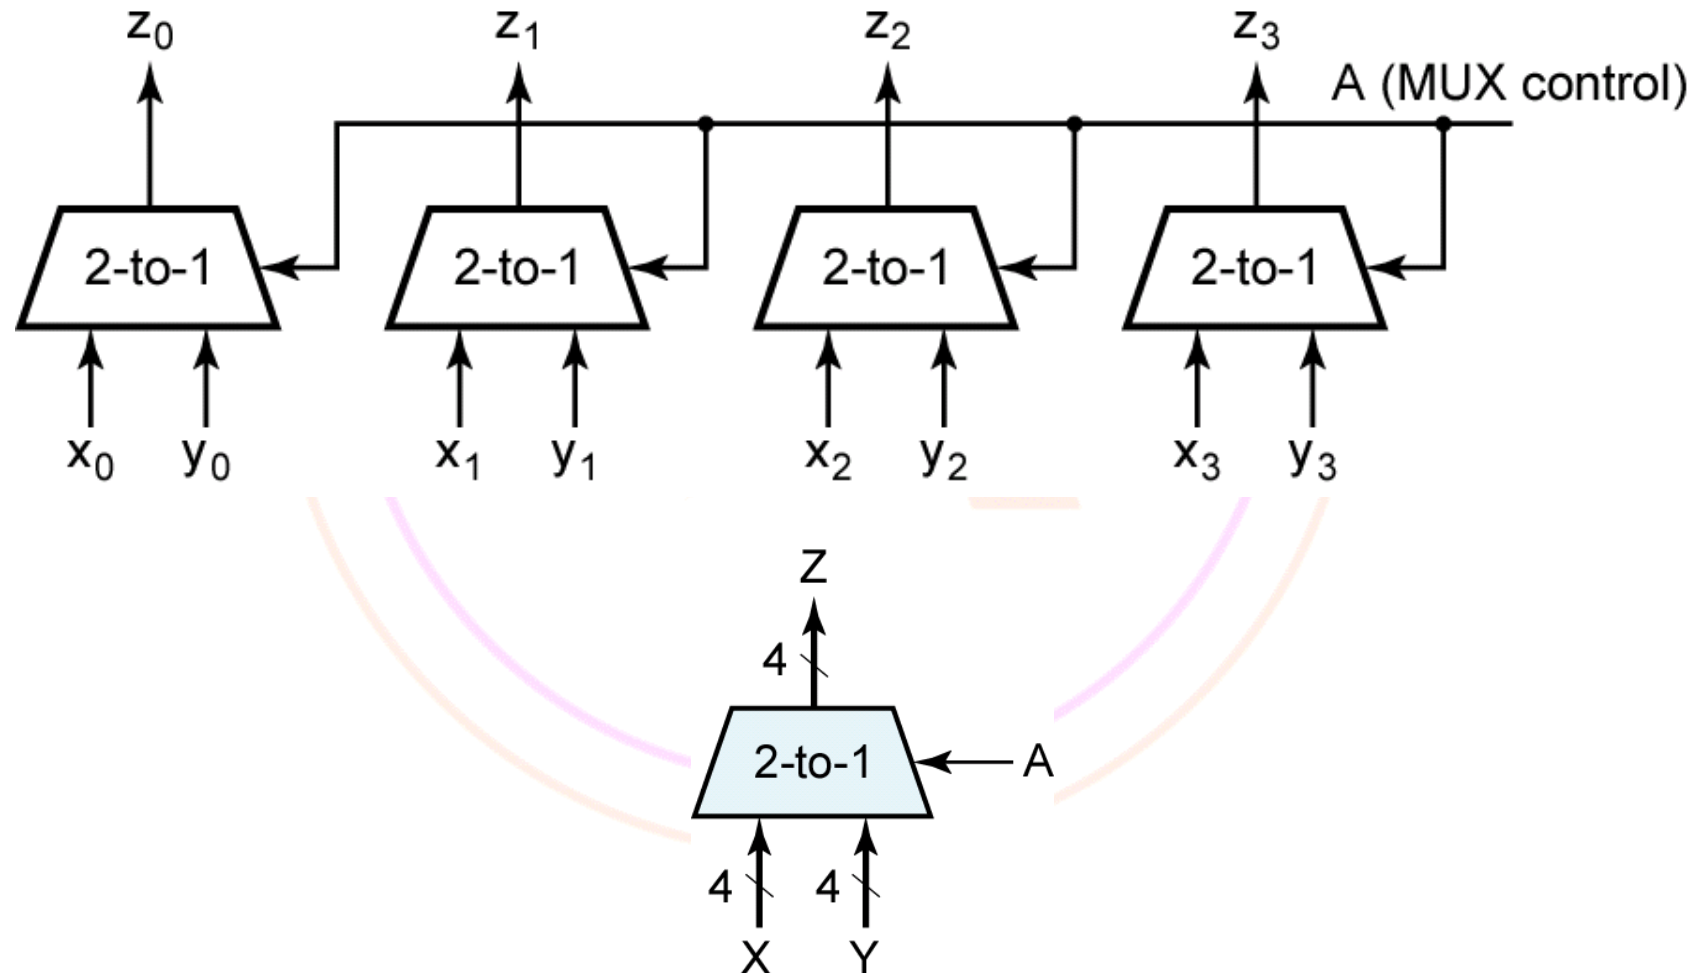 z₀ z₁ z₂ z₃
A (MUX control)
2-to-1 2-to-1 2-to-1 2-to-1
x₀ y₀ x₁ y₁ x₂ y₂ x₃ y₃
Z
4
2-to-1 A
4 4
X Y